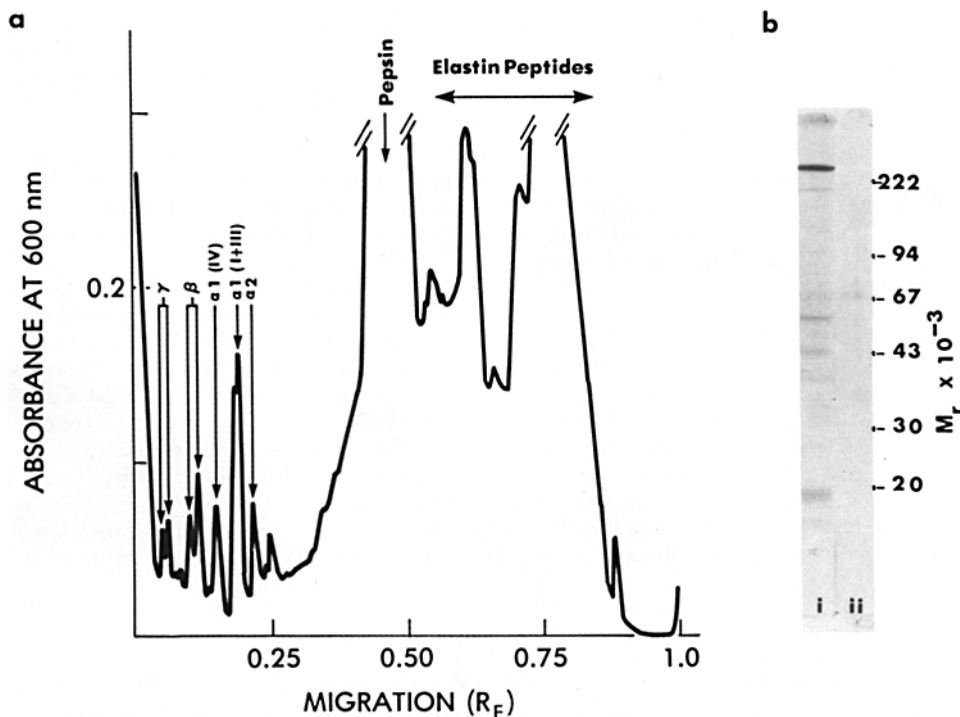 a
b
ABSORBANCE AT 600 nm
0.2
γ
β
α1 (IV)
α1 (I+III)
α2
Pepsin
Elastin Peptides
0.25
0.50
0.75
1.0
MIGRATION (RF)
222
94
67
43
30
20
Mr x 10-3
i
ii